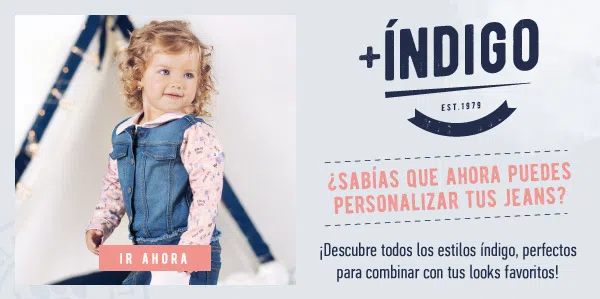 +ÍNDIGO
EST.1979
¿SABÍAS QUE AHORA PUEDES
PERSONALIZAR TUS JEANS?
¡Descubre todos los estilos índigo, perfectos
para combinar con tus looks favoritos!
IR AHORA